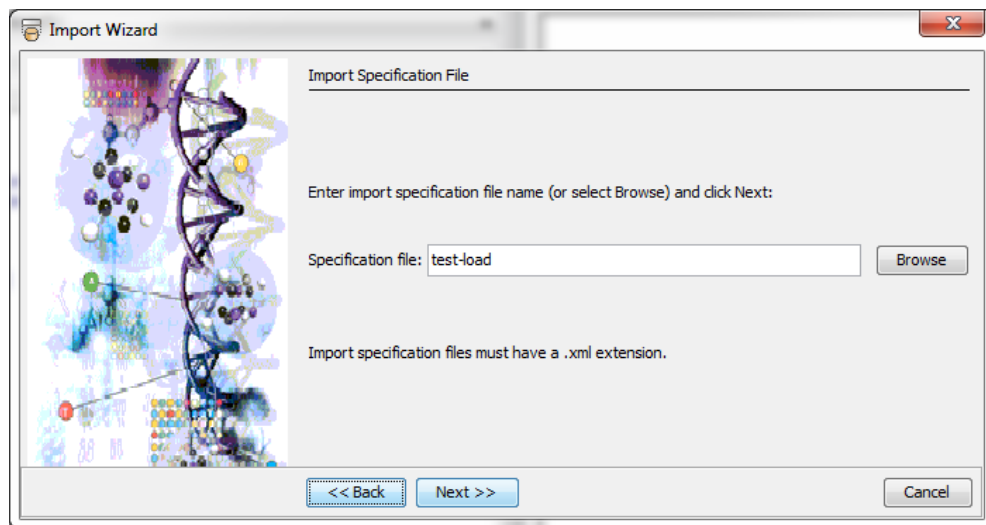 Import Wizard
Import Specification File
Enter import specification file name (or select Browse) and click Next:
Specification file: test-load Browse
Import specification files must have a .xml extension.
<< Back Next >> Cancel